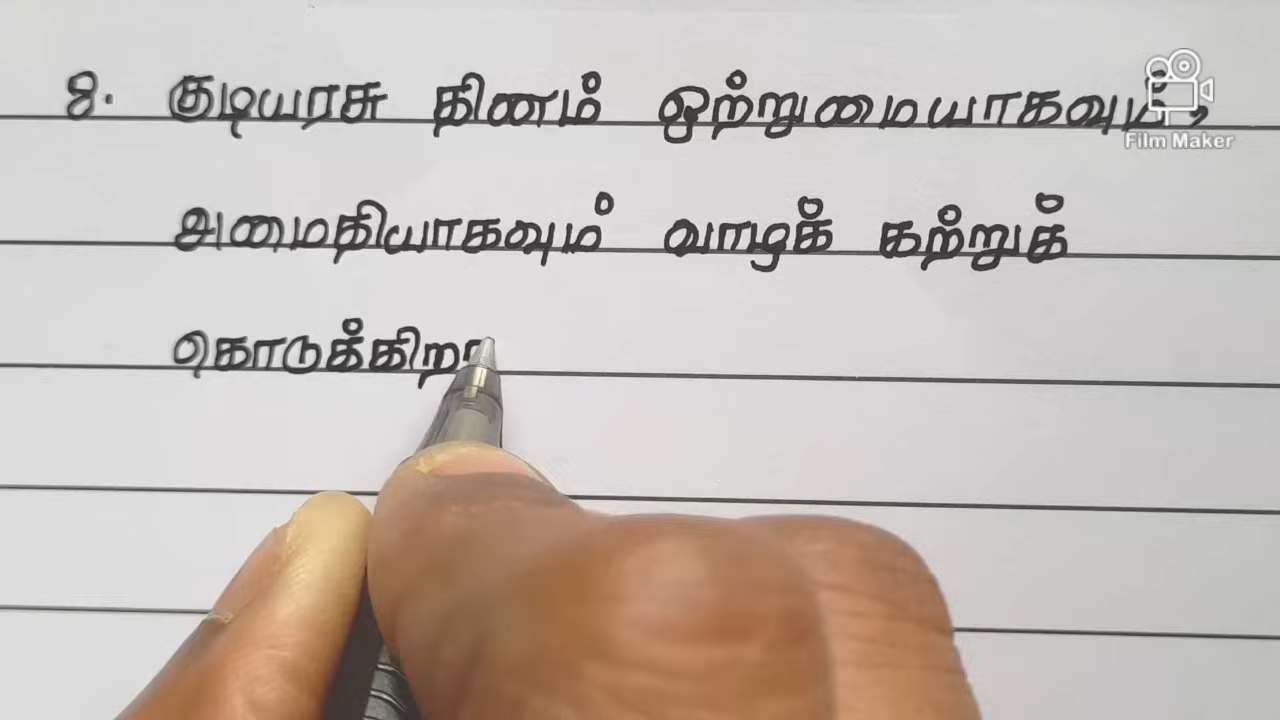 8. குடியரசு தினம் ஒற்றுமையாகவும்,
Film Maker
அமைதியாகவும் வாழக் கற்றுக்
கொடுக்கிற